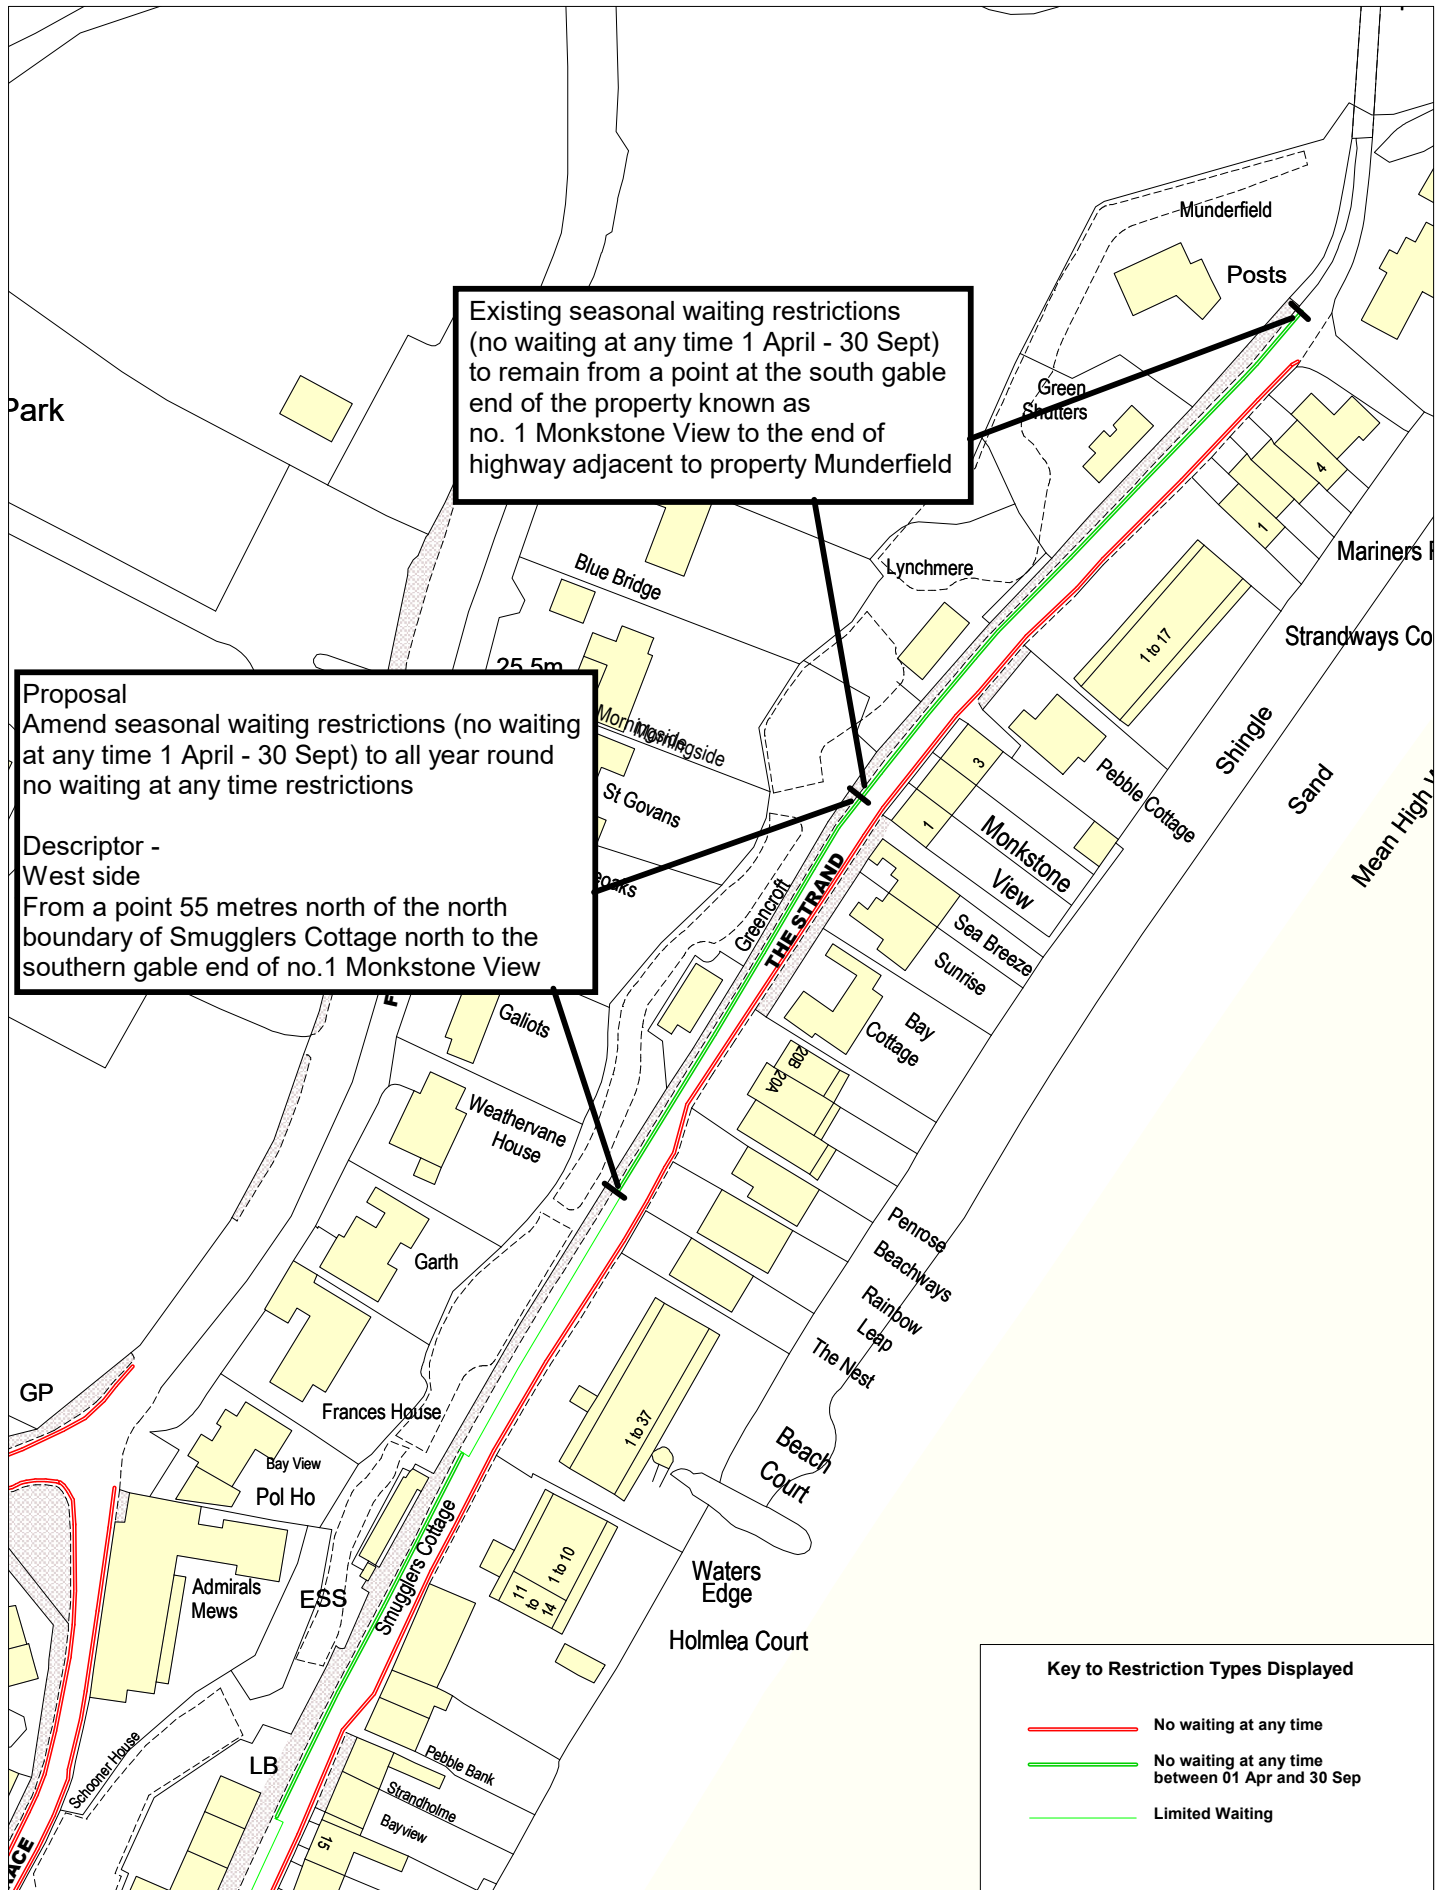 Munderfield
Posts
Existing seasonal waiting restrictions
(no waiting at any time 1 April - 30 Sept)
to remain from a point at the south gable
end of the property known as
no. 1 Monkstone View to the end of
highway adjacent to property Munderfield
Park
Green
Shutters
4
1
Mariners
Blue Bridge
Lynchmere
1 to 17
Strandways Co
25.5m
Proposal
Amend seasonal waiting restrictions (no waiting
at any time 1 April - 30 Sept) to all year round
no waiting at any time restrictions
Descriptor -
West side
From a point 55 metres north of the north
boundary of Smugglers Cottage north to the
southern gable end of no.1 Monkstone View
Morningside
Morningside
St Govans
oaks
Shingle
Sand
Mean High
Pebble Cottage
3
1
Monkstone
View
Greencroft
THE STRAND
Sea Breeze
Sunrise
Bay
Cottage
20B
20A
Galiots
Weathervane
House
Garth
Penrose
Beachways
Rainbow
Leap
The Nest
GP
Frances House
1 to 37
Beach
Court
Bay View
Pol Ho
Smugglers Cottage
1 to 10
11
to
14
Waters
Edge
Holmlea Court
Admirals
Mews
ESS
Schooner House
LB
Pebble Bank
Strandholme
Bayview
15
ACE
Key to Restriction Types Displayed
No waiting at any time
No waiting at any time
between 01 Apr and 30 Sep
Limited Waiting